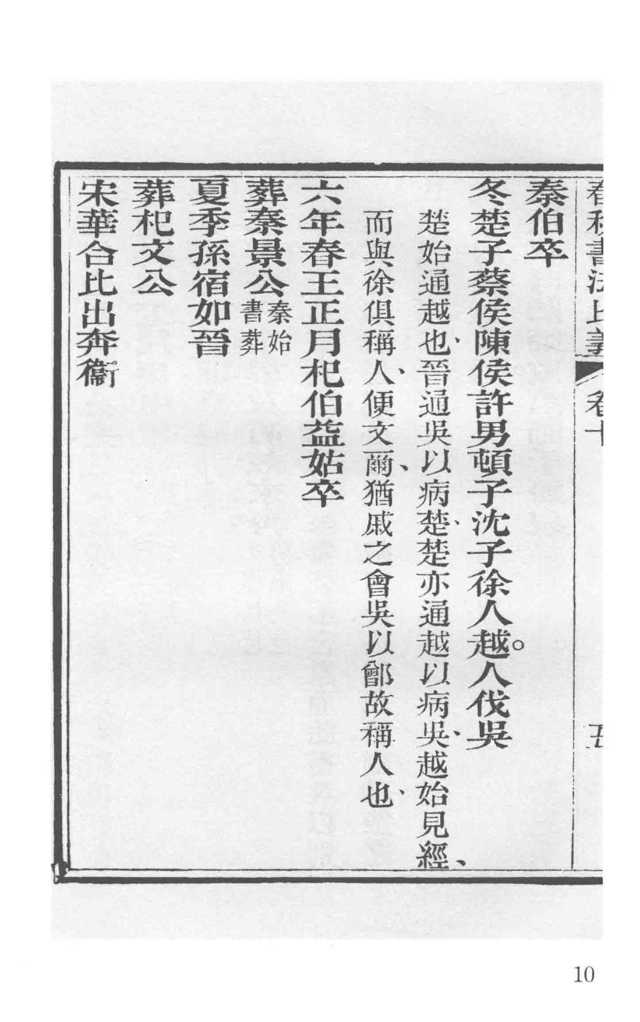 春秋書法比義 卷十 五
秦伯卒
冬楚子蔡侯陳侯許男頓子沈子徐人越人。伐吳
楚始通越也、晉通吳以病楚、楚亦通越以病吳、越始見經、
而與徐俱稱人、便文爾、猶戚之會吳以鄫故稱人也、
六年春王正月杞伯益姑卒
葬秦景公秦始書葬
夏季孫宿如晉
葬杞文公
宋華合比出奔衞
10